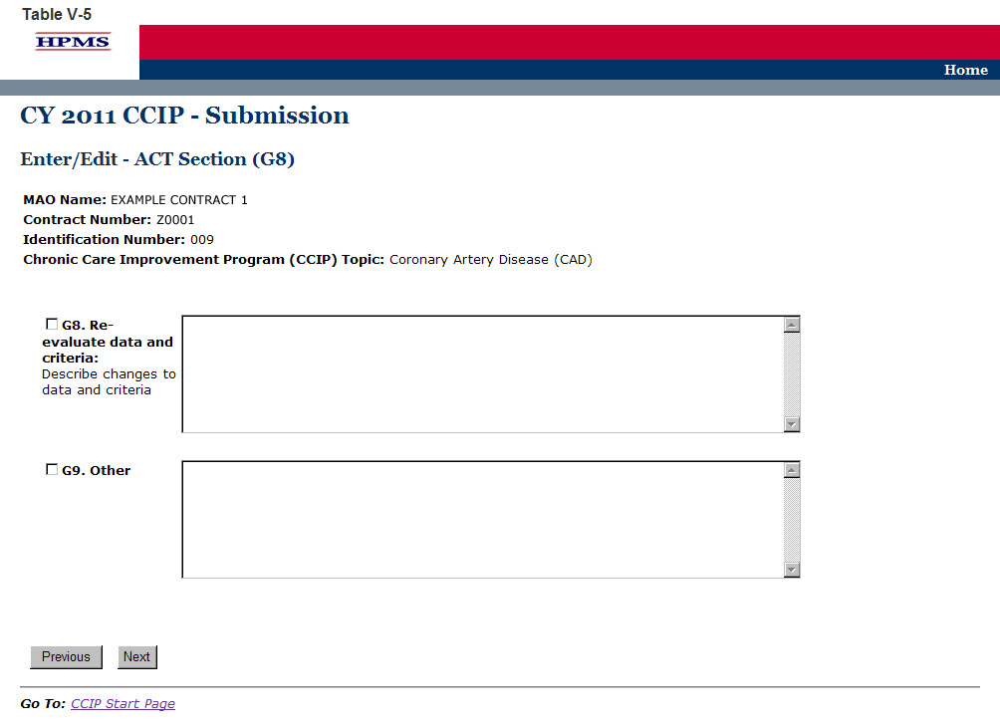 Table V-5
HPMS
Home
CY 2011 CCIP - Submission
Enter/Edit - ACT Section (G8)
MAO Name: EXAMPLE CONTRACT 1
Contract Number: Z0001
Identification Number: 009
Chronic Care Improvement Program (CCIP) Topic: Coronary Artery Disease (CAD)
G8. Re-
evaluate data and
criteria:
Describe changes to
data and criteria
G9. Other
Previous Next
Go To: CCIP Start Page